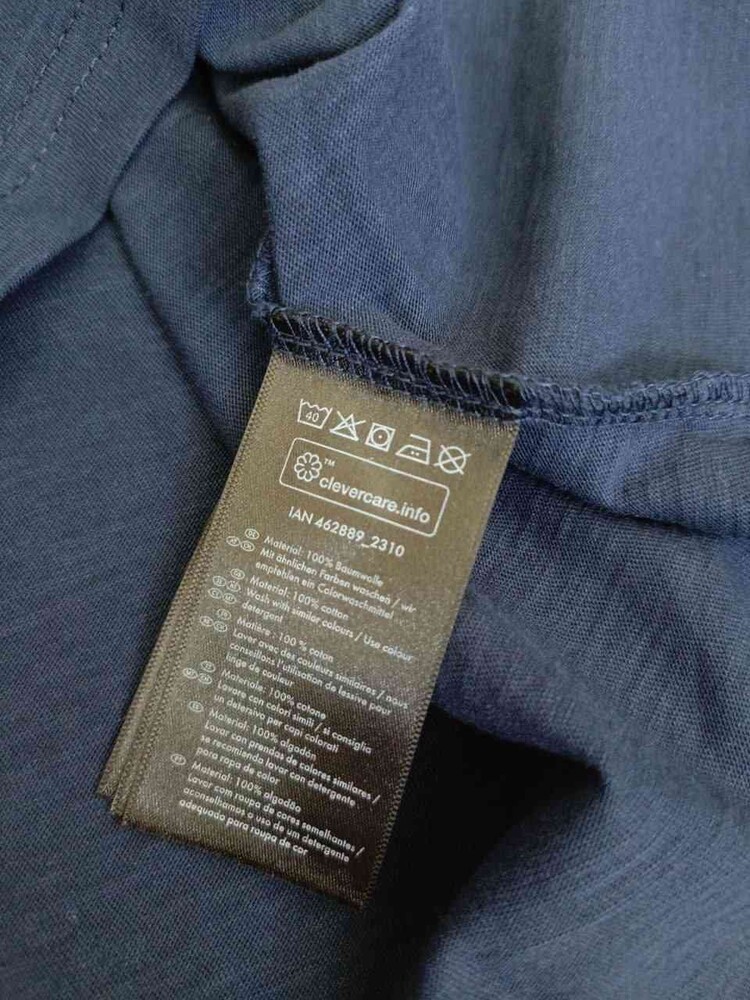 40
clevercare.info™
IAN 462889_2310
Material: 100% Baumwolle
Mit ähnlichen Farben waschen / wir
empfehlen ein Colorwaschmittel
Material: 100% cotton
Wash with similar colours / Use colour
detergent
Matière : 100 % coton
Laver avec des couleurs similaires / nous
conseillons l'utilisation de lessive pour
linge de couleur
Materiale: 100% cotone
Lavare con colori simili / si consiglia
un detersivo per capi colorati
Material: 100% algodón
Lavar con prendas de colores similares /
se recomienda lavar con detergente
para ropa de color
Material: 100% algodão
Lavar com roupa de cores semelhantes /
aconselhamos o uso de um detergente
adequado para roupa de cor